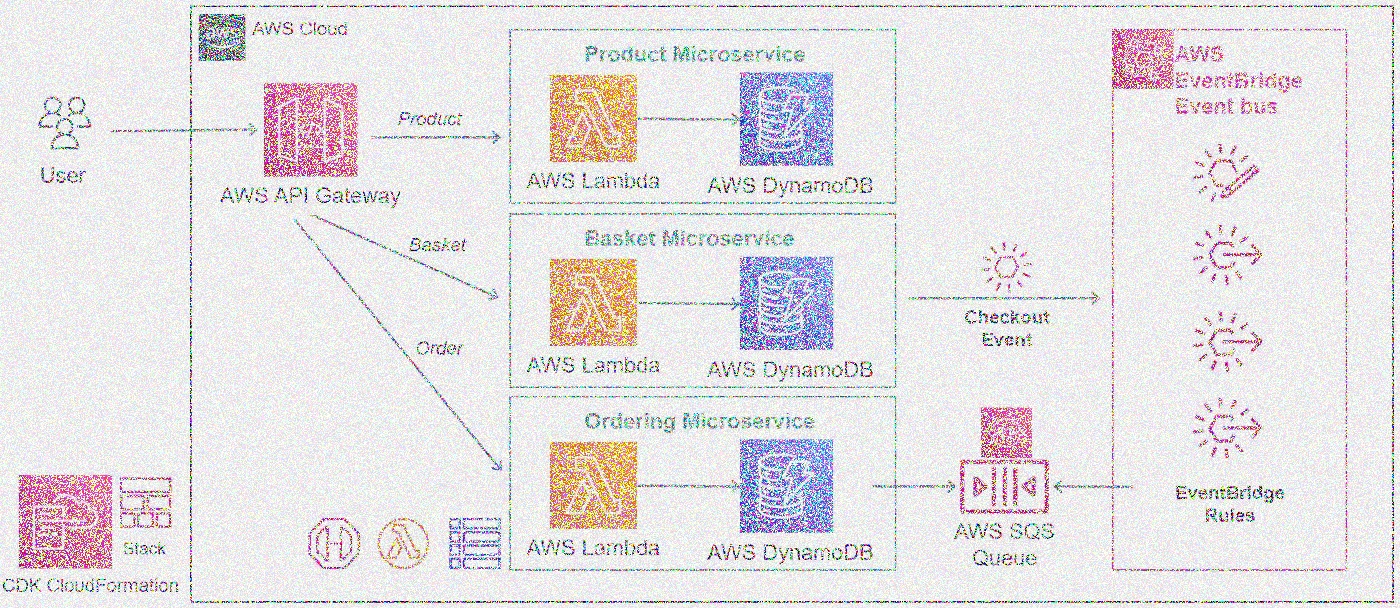 aws
AWS Cloud
User
AWS API Gateway
Product
Basket
Order
Product Microservice
AWS Lambda
AWS DynamoDB
Basket Microservice
AWS Lambda
AWS DynamoDB
Ordering Microservice
AWS Lambda
AWS DynamoDB
Checkout
Event
AWS SQS
Queue
AWS
EventBridge
Event bus
EventBridge
Rules
Stack
CDK CloudFormation